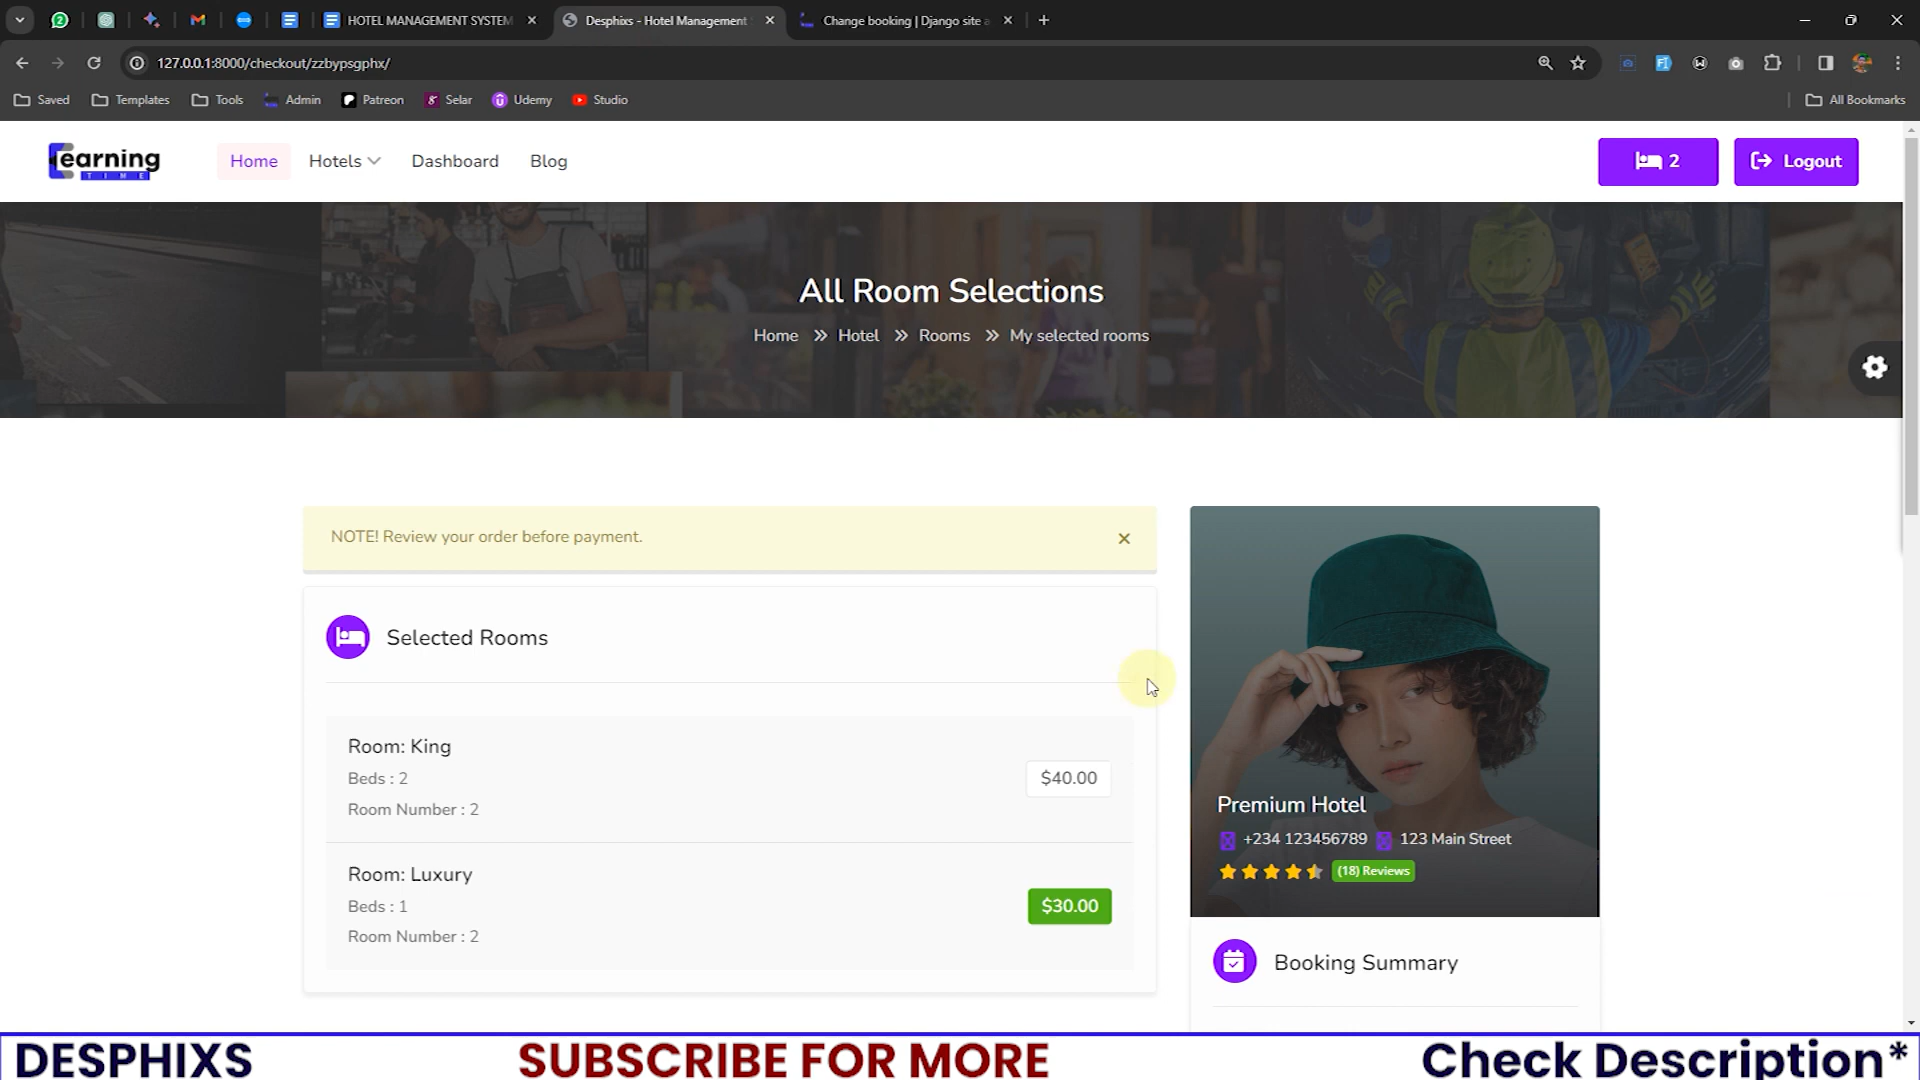 HOTEL MANAGEMENT SYSTEM
Desphixs - Hotel Management
Change booking | Django site a
127.0.0.1:8000/checkout/zzbypsgphx/
Saved
Templates
Tools
Admin
Patreon
Selar
Udemy
Studio
All Bookmarks
Learning
TIME
Home
Hotels
Dashboard
Blog
2
Logout
All Room Selections
Home » Hotel » Rooms » My selected rooms
NOTE! Review your order before payment.
Selected Rooms
Room: King
Beds : 2
Room Number : 2
$40.00
Room: Luxury
Beds : 1
Room Number : 2
$30.00
Premium Hotel
+234 123456789 123 Main Street
(18) Reviews
Booking Summary
DESPHIXS
SUBSCRIBE FOR MORE
Check Description*